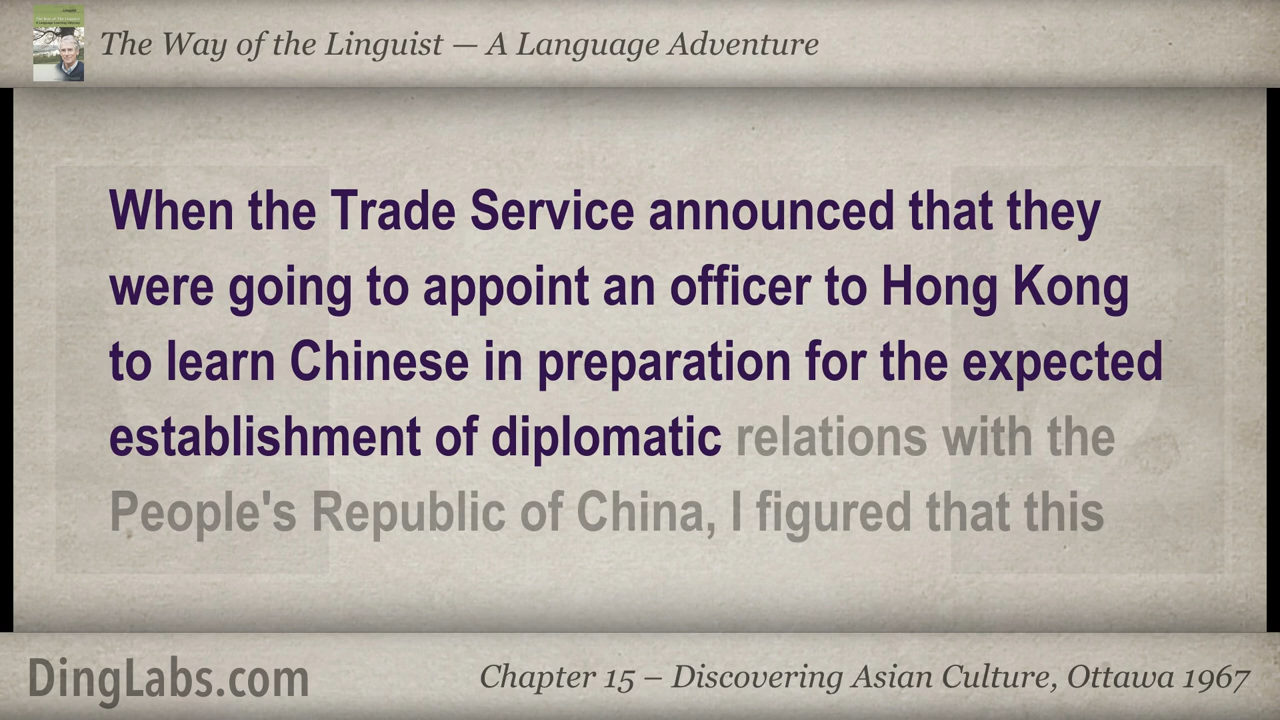 The Way of the Linguist — A Language Adventure
When the Trade Service announced that they
were going to appoint an officer to Hong Kong
to learn Chinese in preparation for the expected
establishment of diplomatic relations with the
People's Republic of China, I figured that this
DingLabs.com
Chapter 15 – Discovering Asian Culture, Ottawa 1967